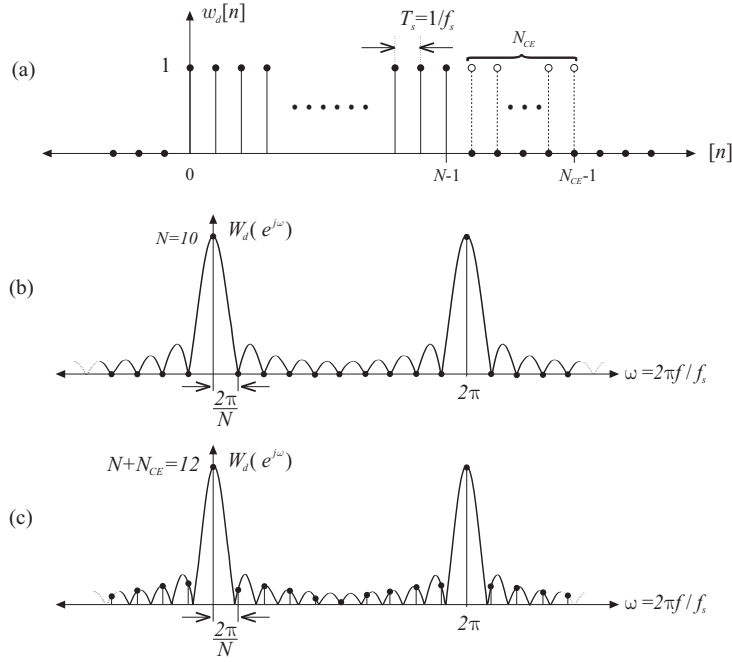 w_d[n]
T_s=1/f_s
N_CE
(a)
1
[n]
0
N-1
N_CE-1
(b)
N=10
W_d(e^jω)
ω=2πf/f_s
2π
N
2π
(c)
N+N_CE=12
W_d(e^jω)
ω=2πf/f_s
2π
N
2π